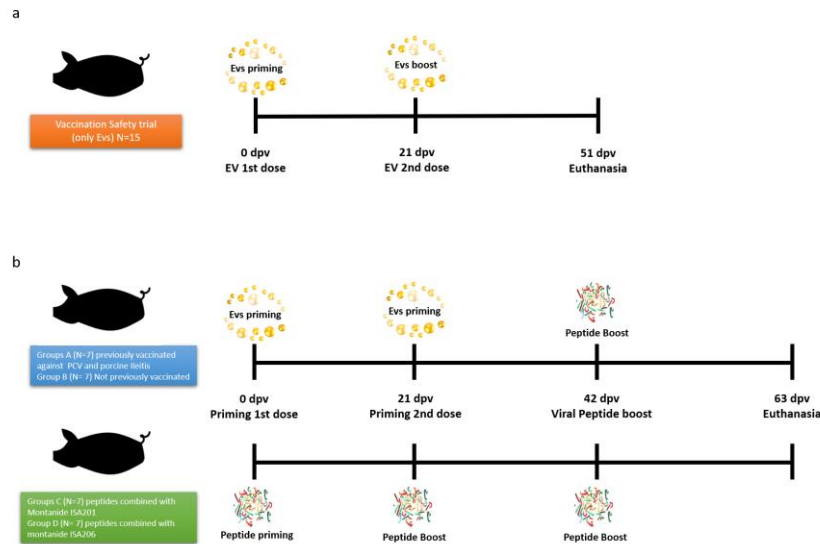 a
Evs priming
Evs boost
Vaccination Safety trial
(only Evs) N=15
0 dpv
EV 1st dose
21 dpv
EV 2nd dose
51 dpv
Euthanasia
b
Evs priming
Evs priming
Peptide Boost
Groups A (N=7) previously vaccinated
against PCV and porcine Ileitis
Group B (N= 7) Not previously vaccinated
0 dpv
Priming 1st dose
21 dpv
Priming 2nd dose
42 dpv
Viral Peptide boost
63 dpv
Euthanasia
Groups C (N=7) peptides combined with
Montanide ISA201
Group D (N= 7) peptides combined with
montanide ISA206
Peptide priming
Peptide Boost
Peptide Boost